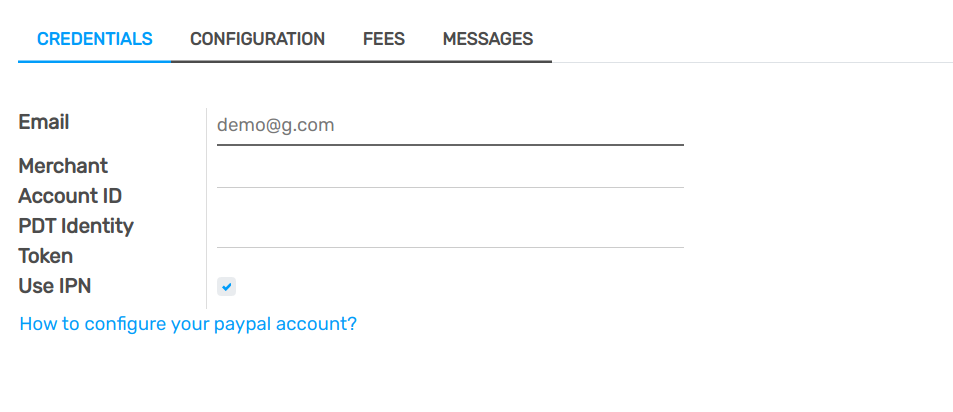 CREDENTIALS CONFIGURATION FEES MESSAGES
Email demo@g.com
Merchant
Account ID
PDT Identity
Token
Use IPN
How to configure your paypal account?